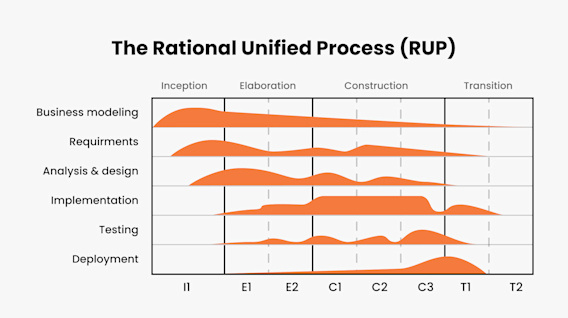 The Rational Unified Process (RUP)
Inception Elaboration Construction Transition
Business modeling
Requirments
Analysis & design
Implementation
Testing
Deployment
I1 E1 E2 C1 C2 C3 T1 T2